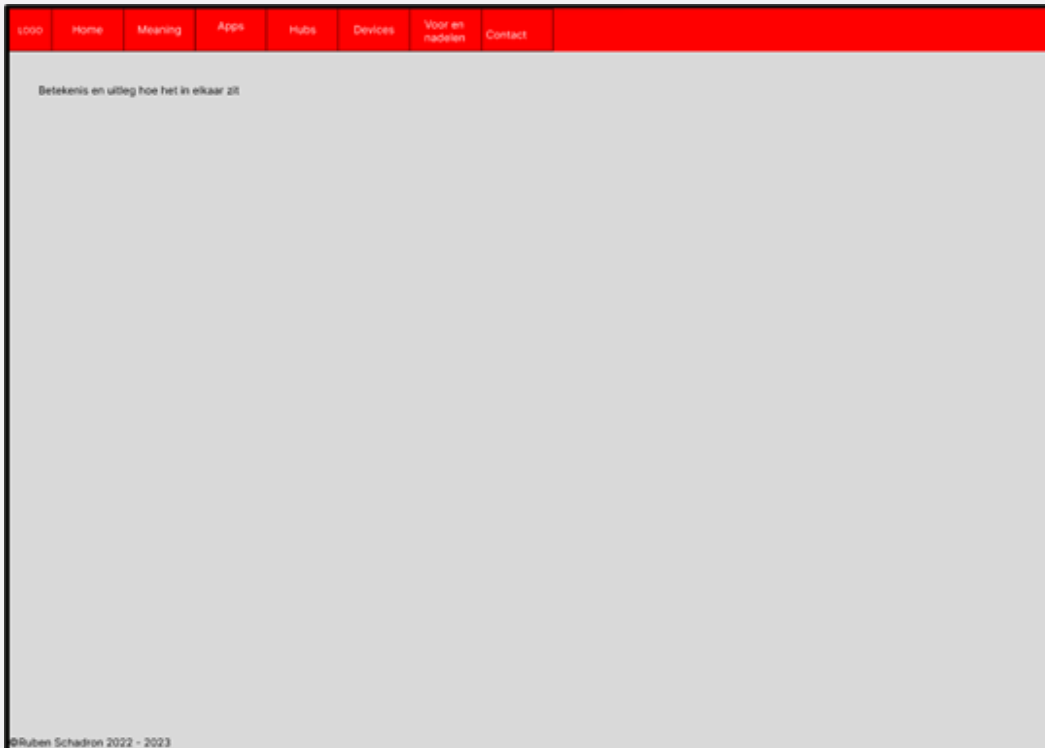 LOGO
Home
Meaning
Apps
Hubs
Devices
Voor en
nadelen
Contact
Betekenis en uitleg hoe het in elkaar zit
©Ruben Schadron 2022 - 2023